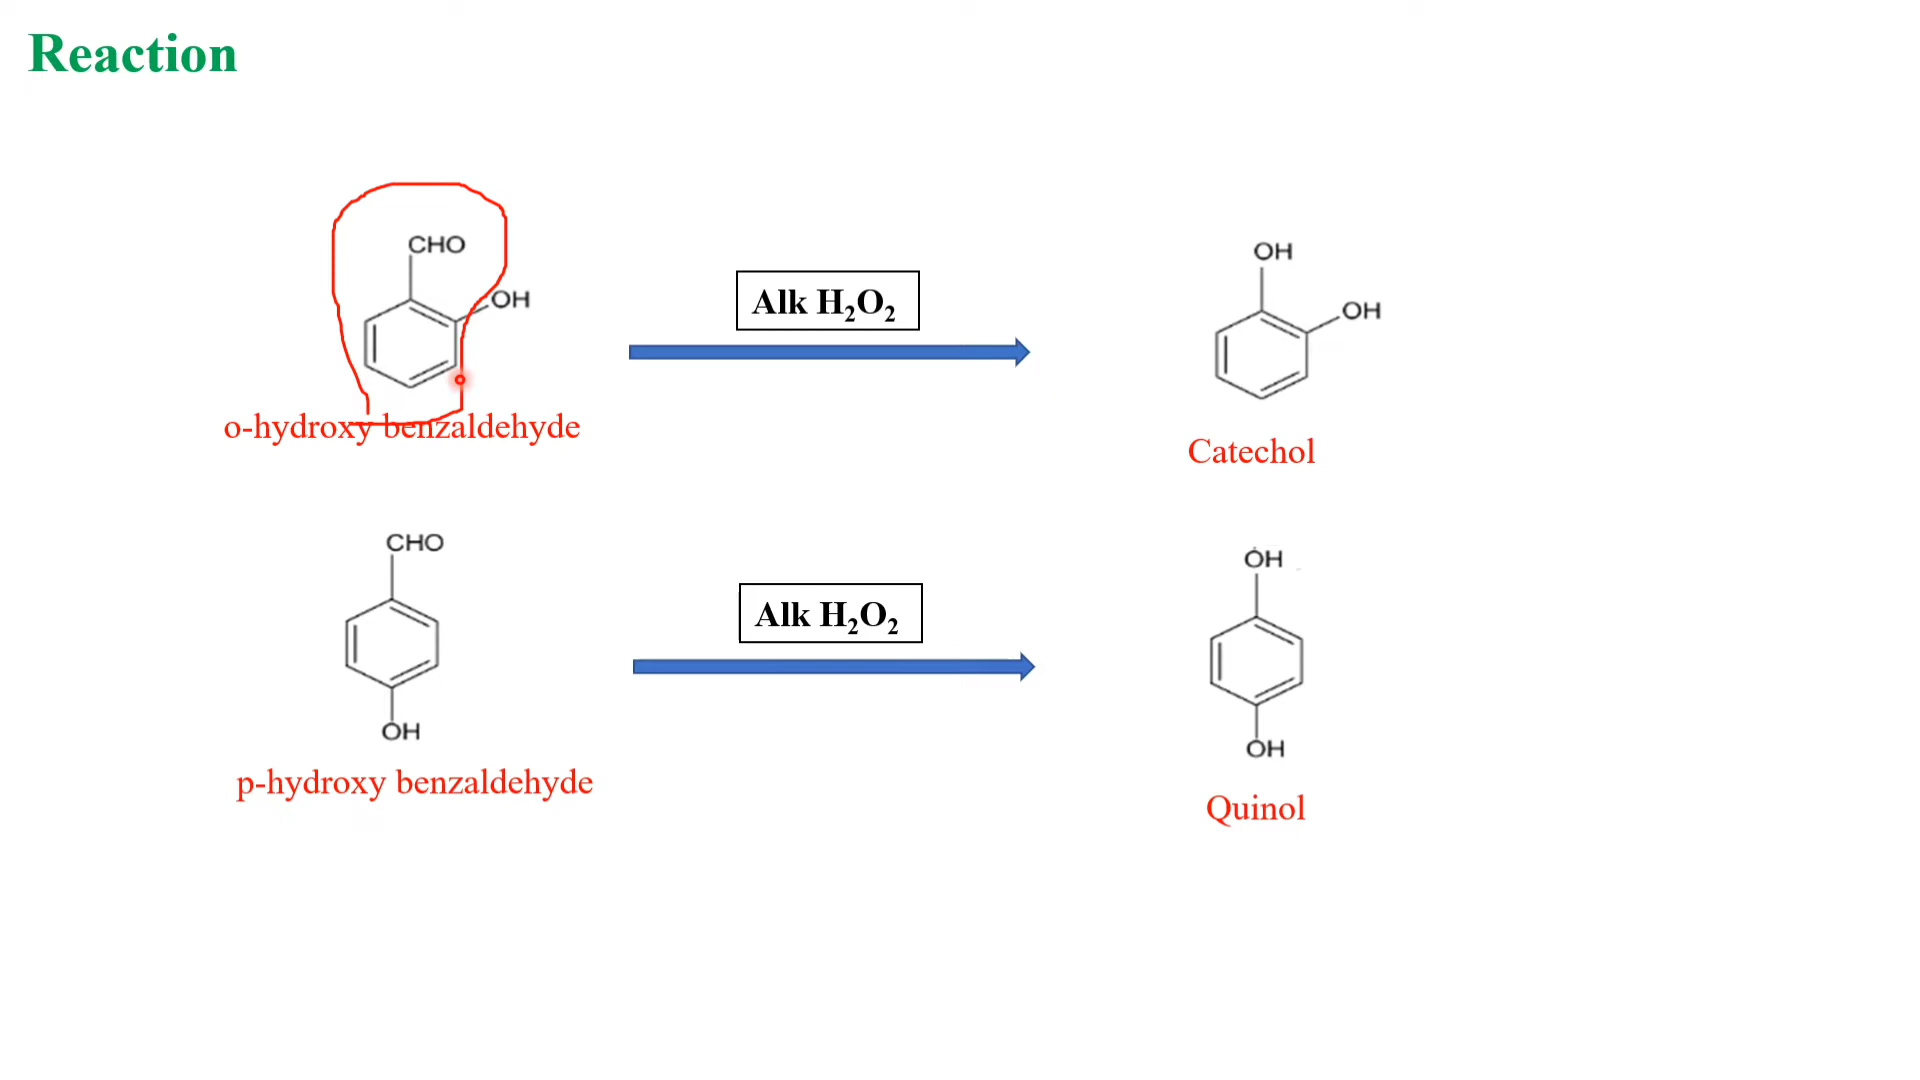 Reaction
CHO
OH
Alk H₂O₂
o-hydroxy benzaldehyde
OH
OH
Catechol
CHO
OH
Alk H₂O₂
p-hydroxy benzaldehyde
OH
OH
Quinol